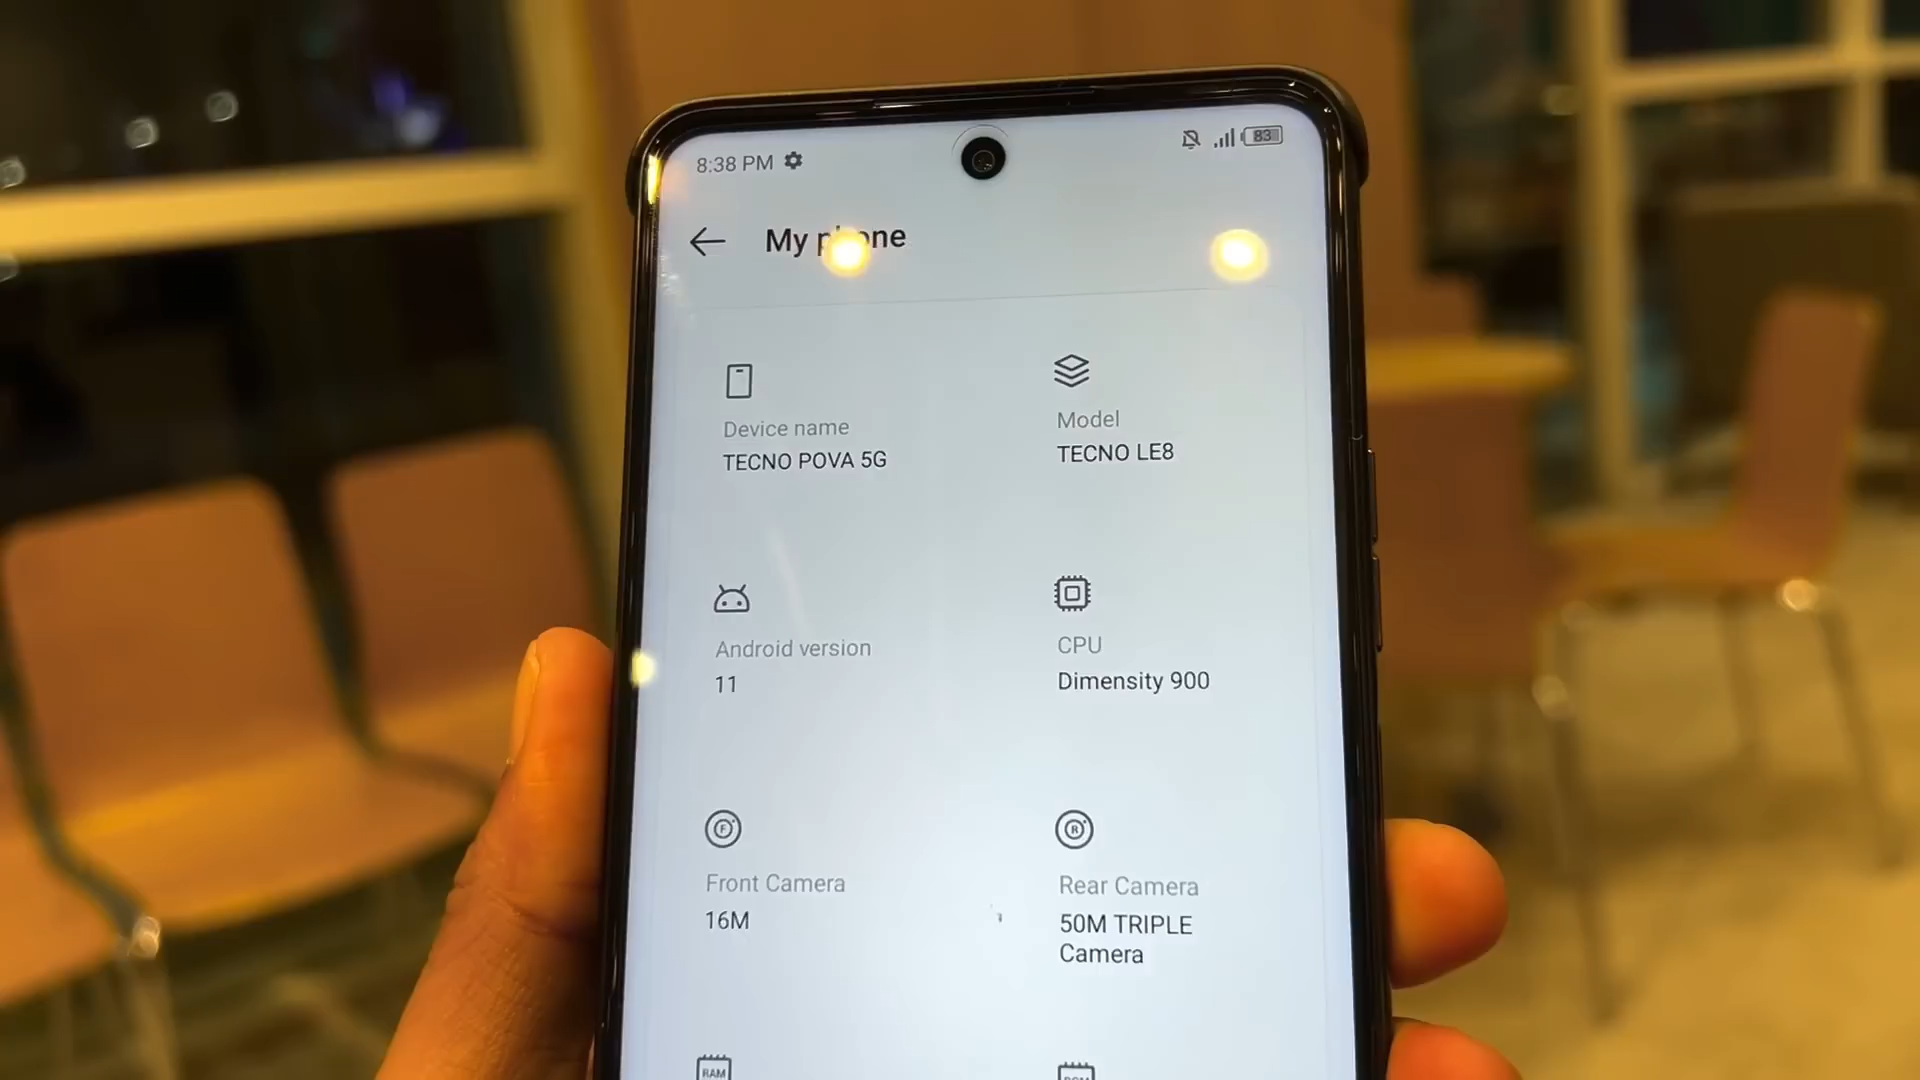 8:38 PM
83
My phone
Device name
TECNO POVA 5G
Model
TECNO LE8
Android version
11
CPU
Dimensity 900
F
Front Camera
16M
R
Rear Camera
50M TRIPLE
Camera
RAM